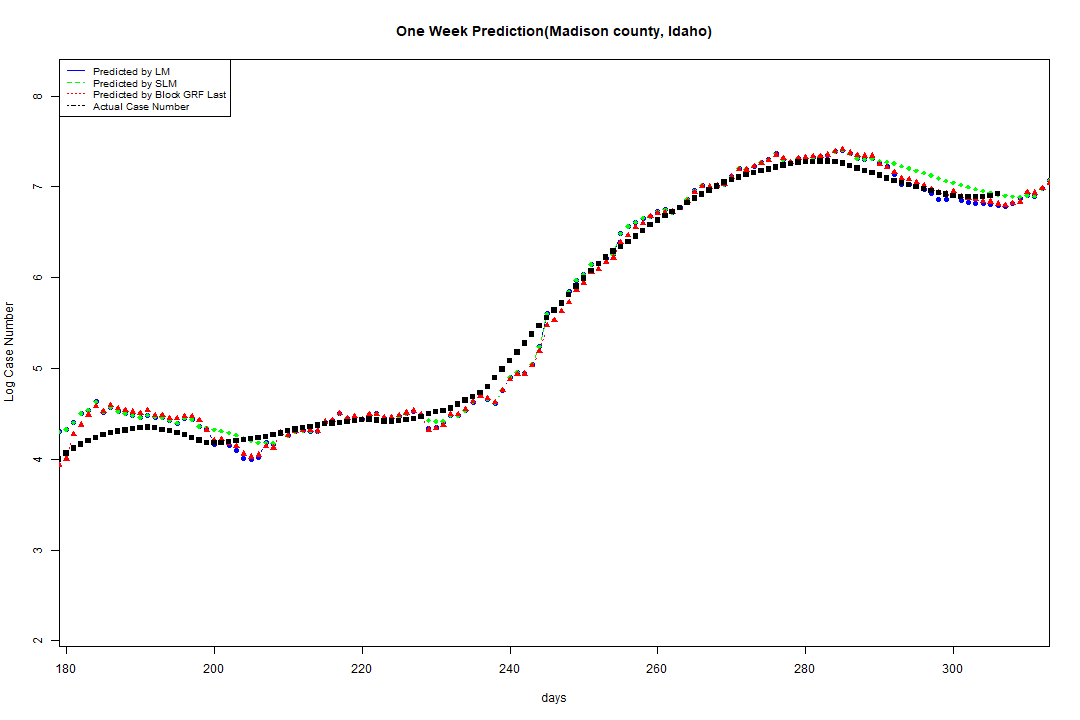 One Week Prediction(Madison county, Idaho)
Predicted by LM
Predicted by SLM
Predicted by Block GRF Last
Actual Case Number
8
7
6
5
4
3
2
Log Case Number
180 200 220 240 260 280 300
days